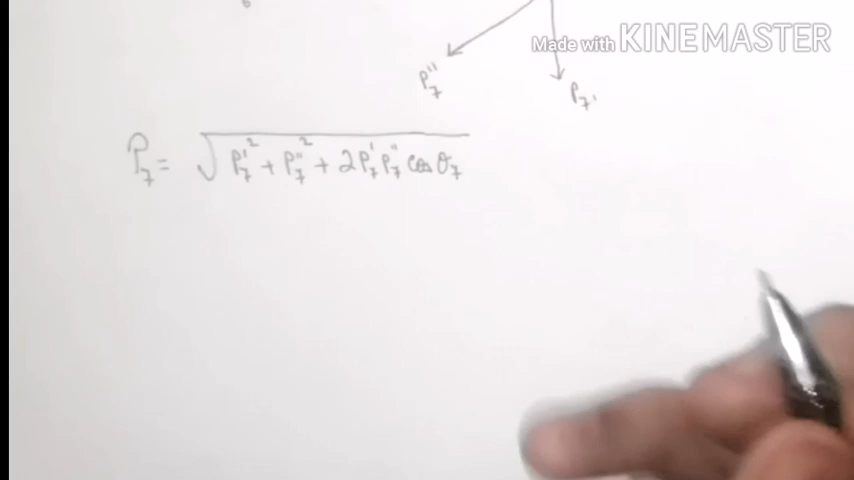 Made with KINEMASTER
P₇''
P₇'
P₇ = √(P₇'² + P₇''² + 2P₇'P₇'' cos θ₇)